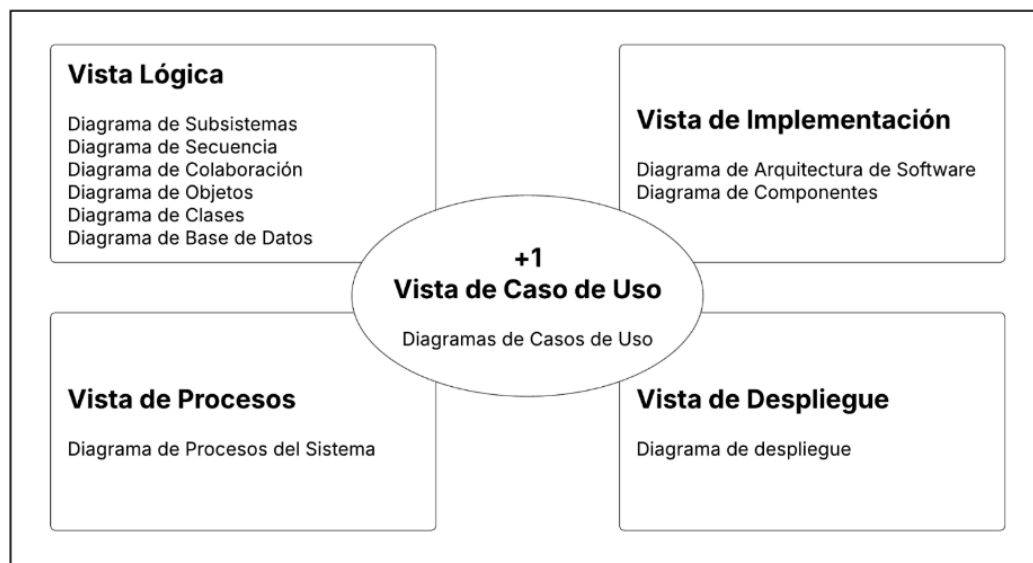 Vista Lógica
Diagrama de Subsistemas
Diagrama de Secuencia
Diagrama de Colaboración
Diagrama de Objetos
Diagrama de Clases
Diagrama de Base de Datos
Vista de Implementación
Diagrama de Arquitectura de Software
Diagrama de Componentes
+1
Vista de Caso de Uso
Diagramas de Casos de Uso
Vista de Procesos
Diagrama de Procesos del Sistema
Vista de Despliegue
Diagrama de despliegue